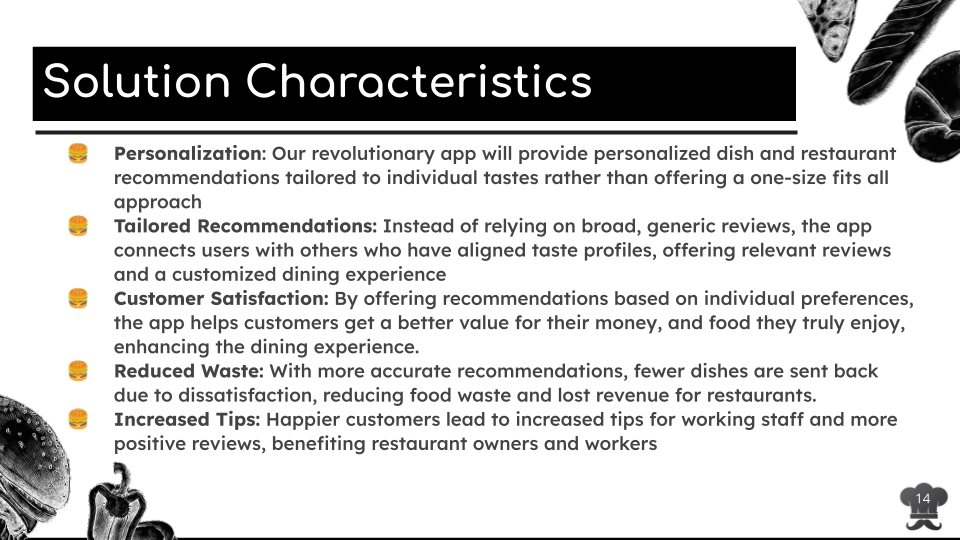 Solution Characteristics
Personalization: Our revolutionary app will provide personalized dish and restaurant
recommendations tailored to individual tastes rather than offering a one-size fits all
approach
Tailored Recommendations: Instead of relying on broad, generic reviews, the app
connects users with others who have aligned taste profiles, offering relevant reviews
and a customized dining experience
Customer Satisfaction: By offering recommendations based on individual preferences,
the app helps customers get a better value for their money, and food they truly enjoy,
enhancing the dining experience.
Reduced Waste: With more accurate recommendations, fewer dishes are sent back
due to dissatisfaction, reducing food waste and lost revenue for restaurants.
Increased Tips: Happier customers lead to increased tips for working staff and more
positive reviews, benefiting restaurant owners and workers
14